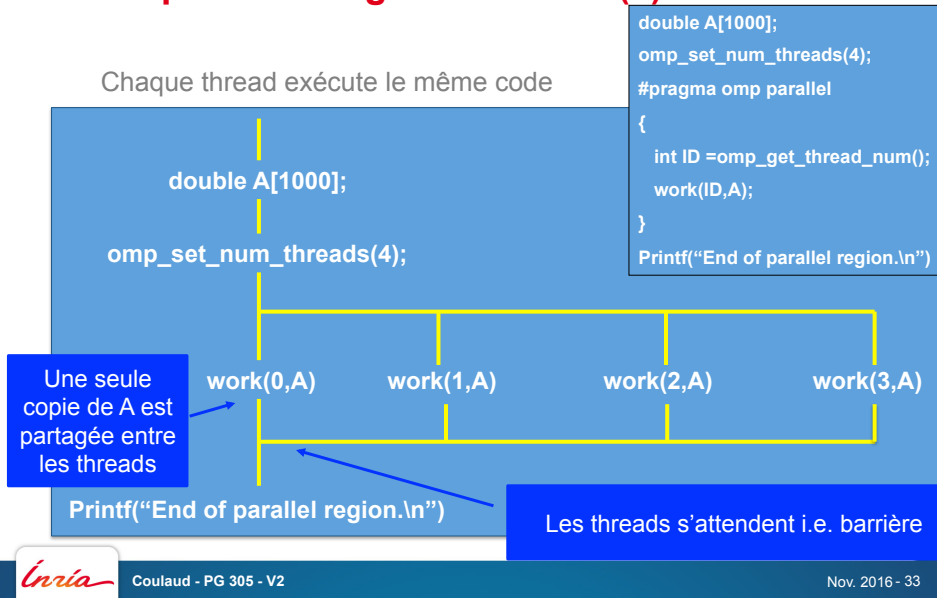 Chaque thread exécute le même code
double A[1000];
omp_set_num_threads(4);
#pragma omp parallel
{
int ID =omp_get_thread_num();
work(ID,A);
}
Printf(“End of parallel region.\n”)
double A[1000];
omp_set_num_threads(4);
Une seule
copie de A est
partagée entre
les threads
work(0,A)
work(1,A)
work(2,A)
work(3,A)
Printf(“End of parallel region.\n”)
Les threads s’attendent i.e. barrière
Inría
Coulaud - PG 305 - V2
Nov. 2016 - 33